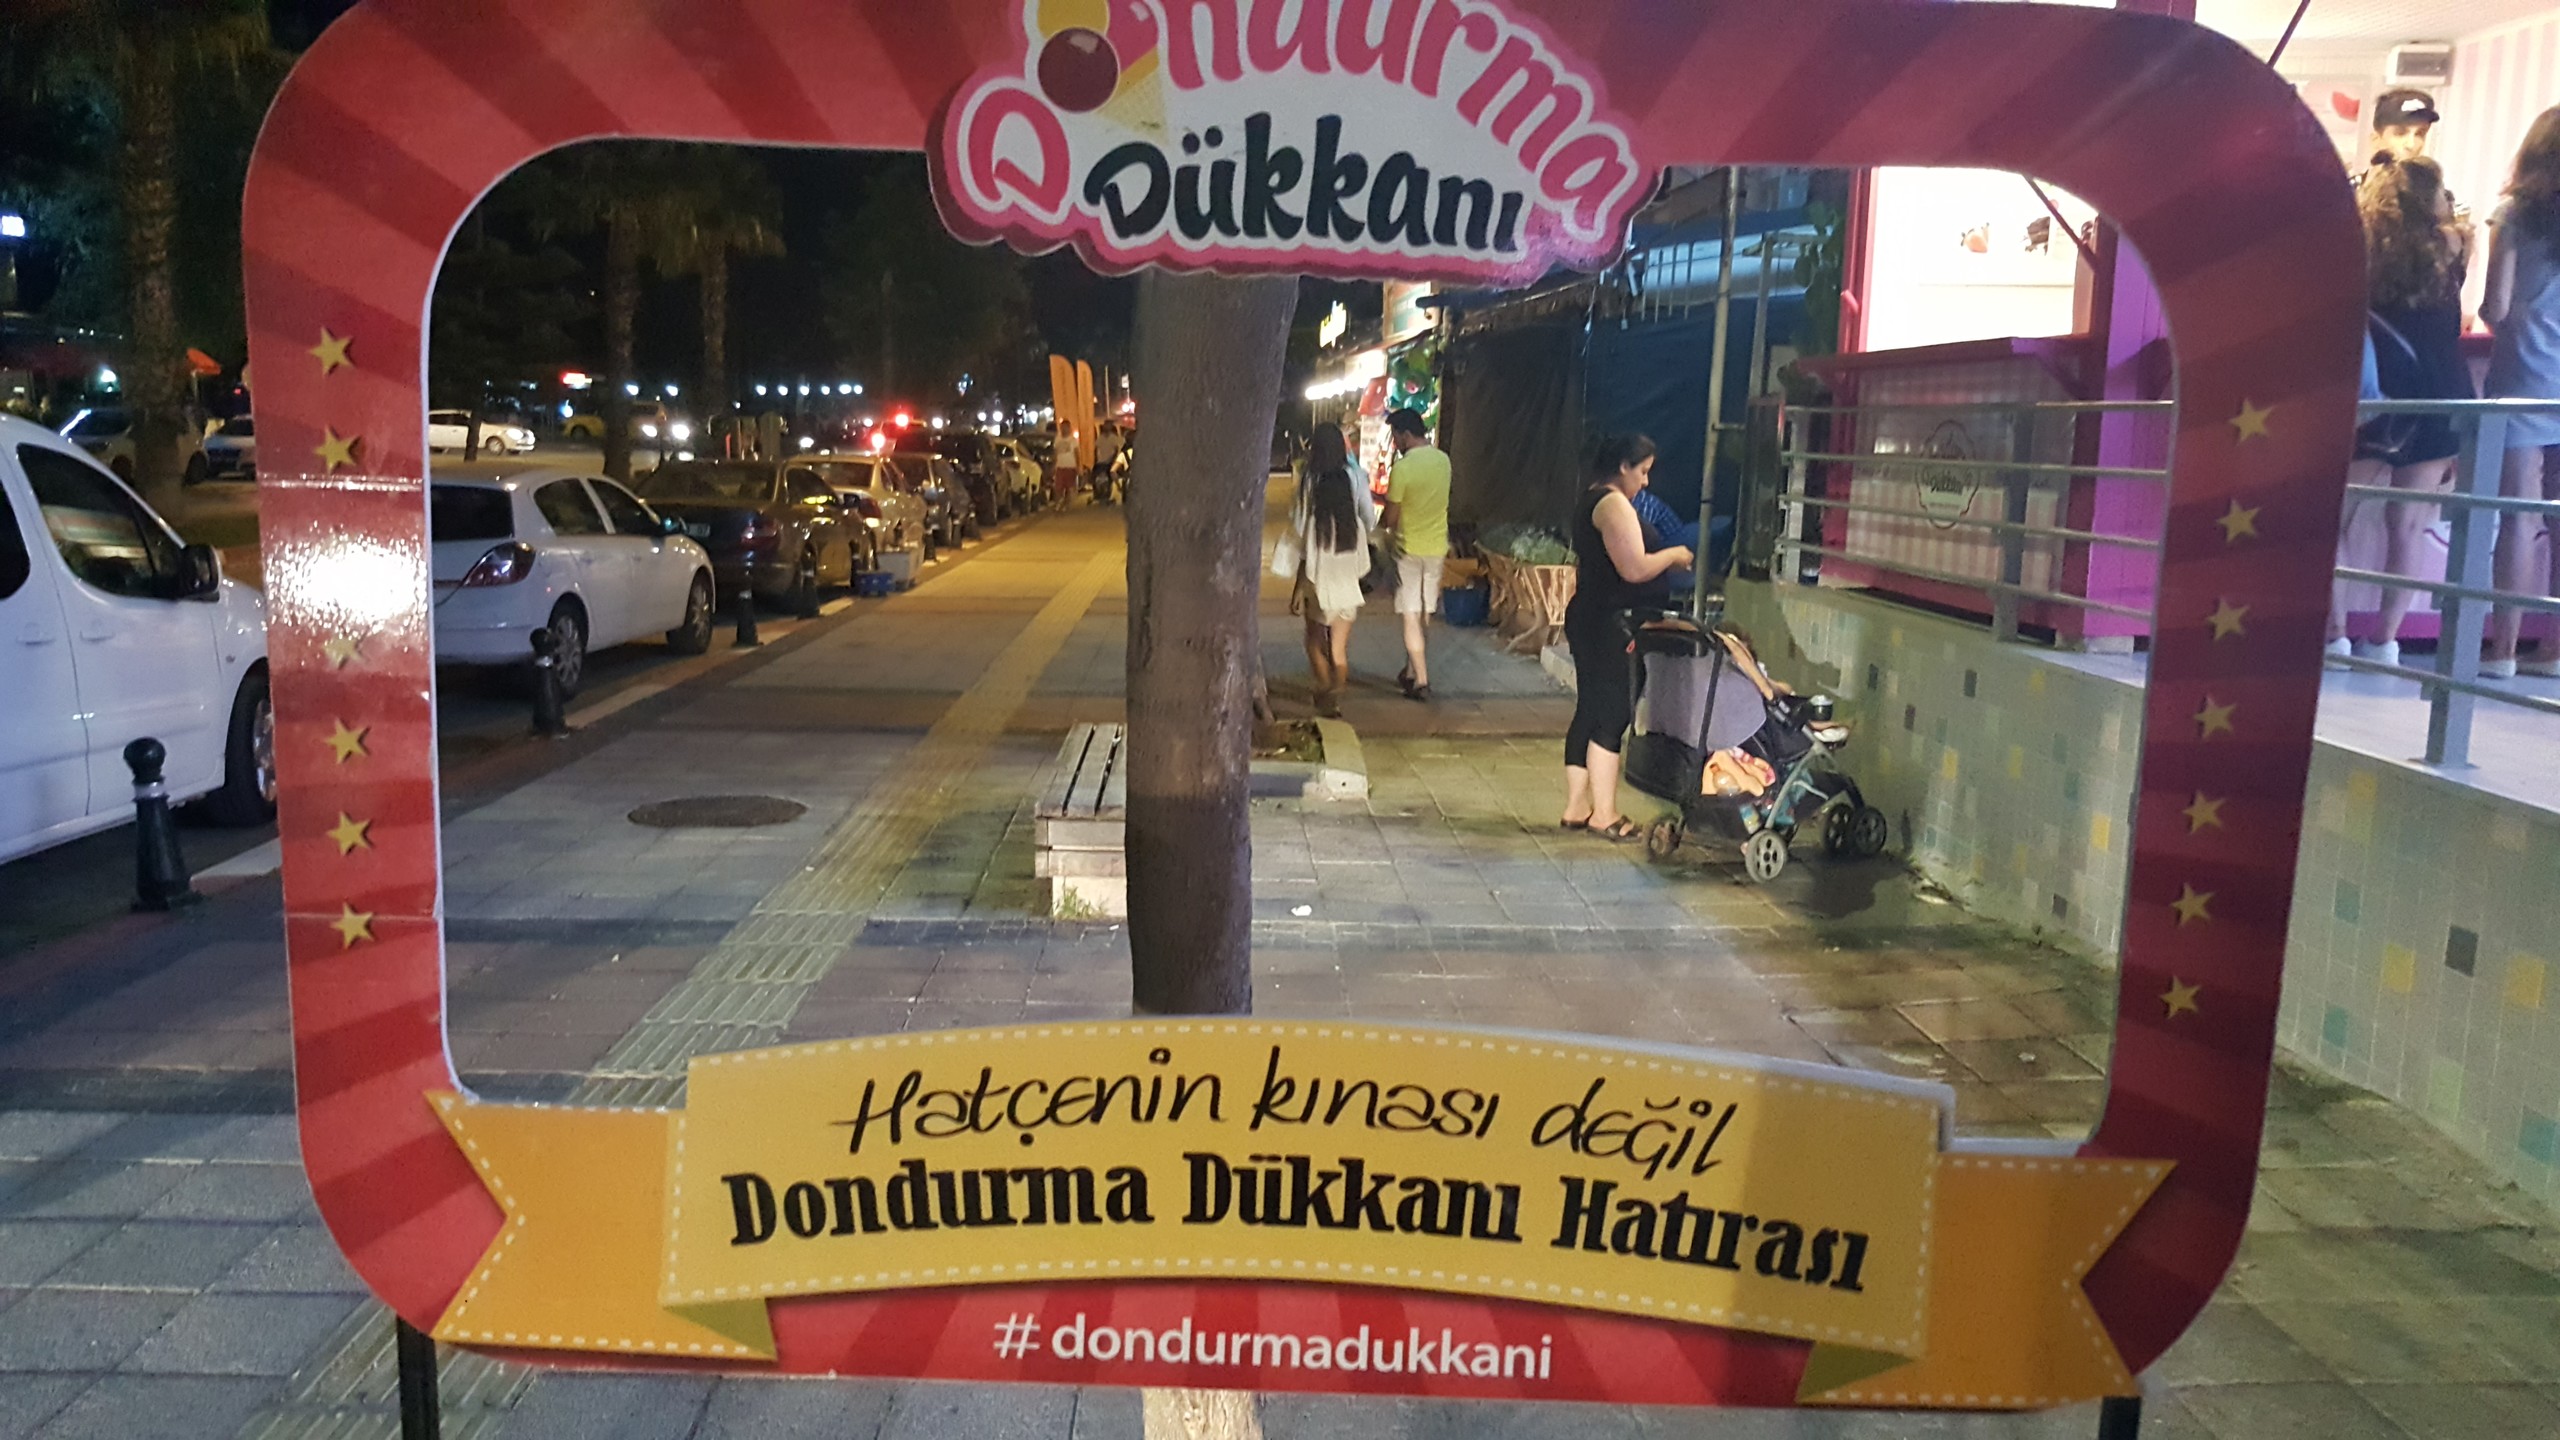 Dondurma
Dükkanı
Hatçenin kınası değil
Dondurma Dükkanı Hatırası
#dondurmadukkani